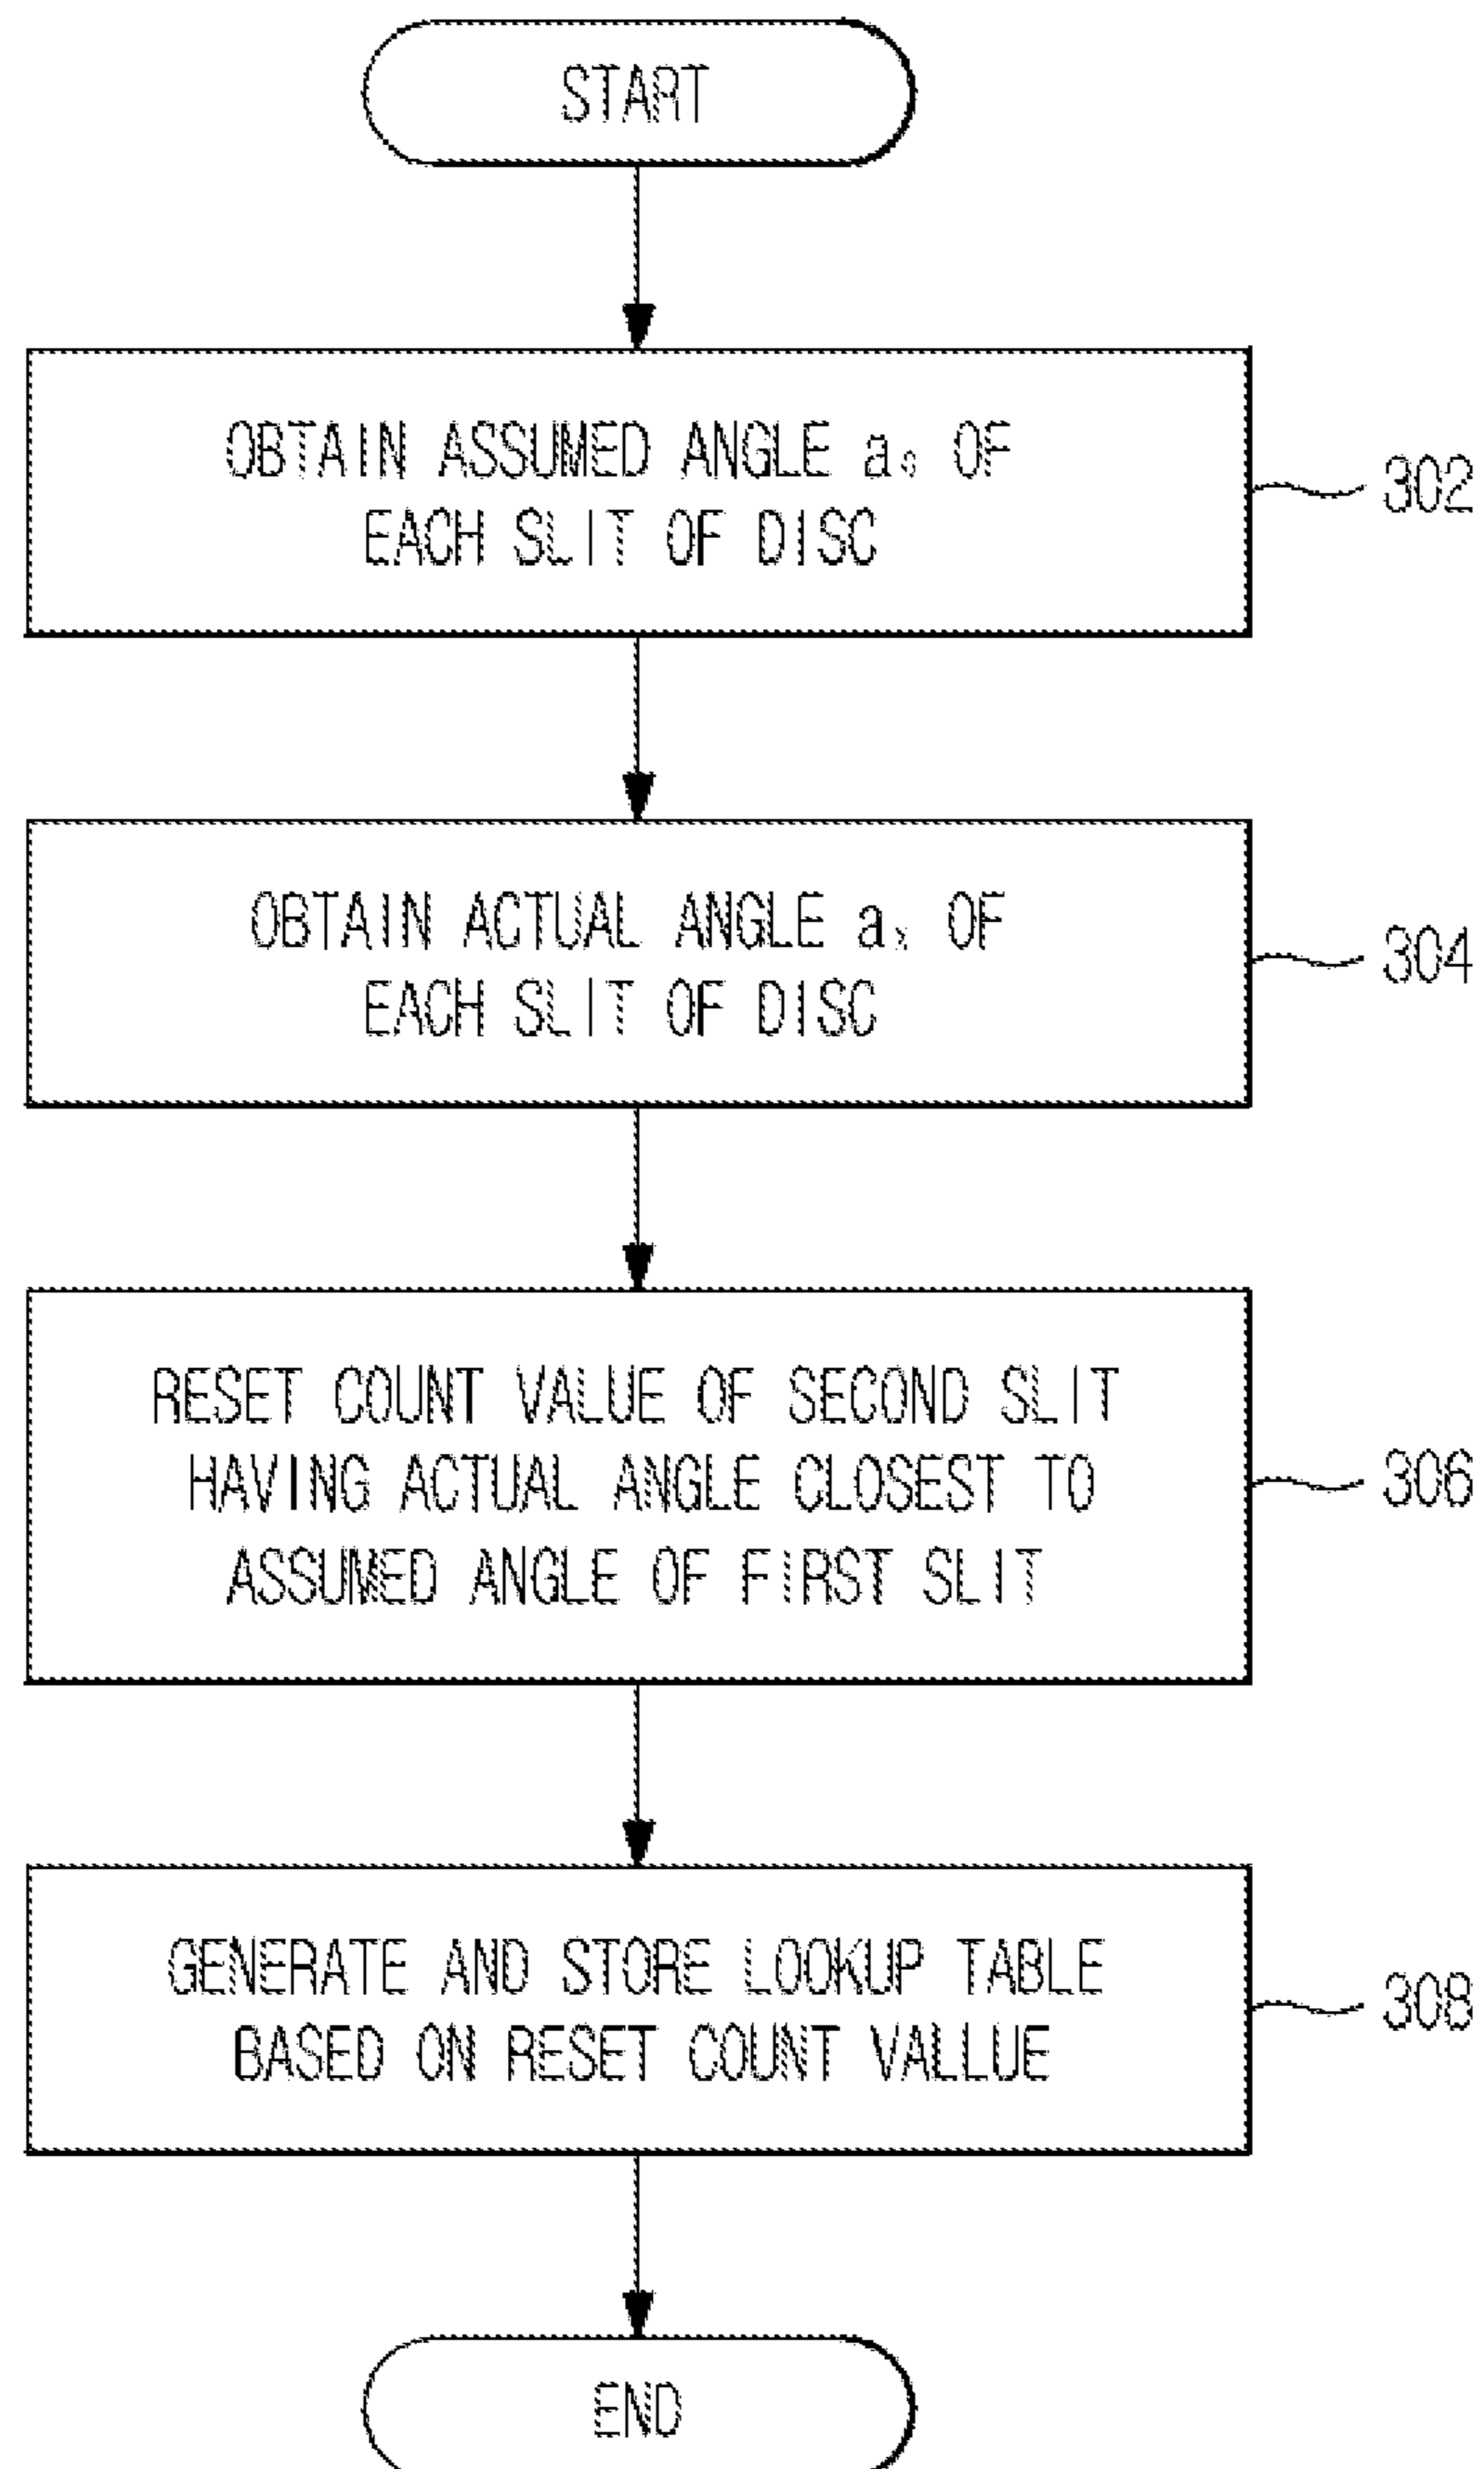 START
OBTAIN ASSUMED ANGLE aₛ OF
EACH SLIT OF DISC
302
OBTAIN ACTUAL ANGLE aₓ OF
EACH SLIT OF DISC
304
RESET COUNT VALUE OF SECOND SLIT
HAVING ACTUAL ANGLE CLOSEST TO
ASSUMED ANGLE OF FIRST SLIT
306
GENERATE AND STORE LOOKUP TABLE
BASED ON RESET COUNT VALLUE
308
END